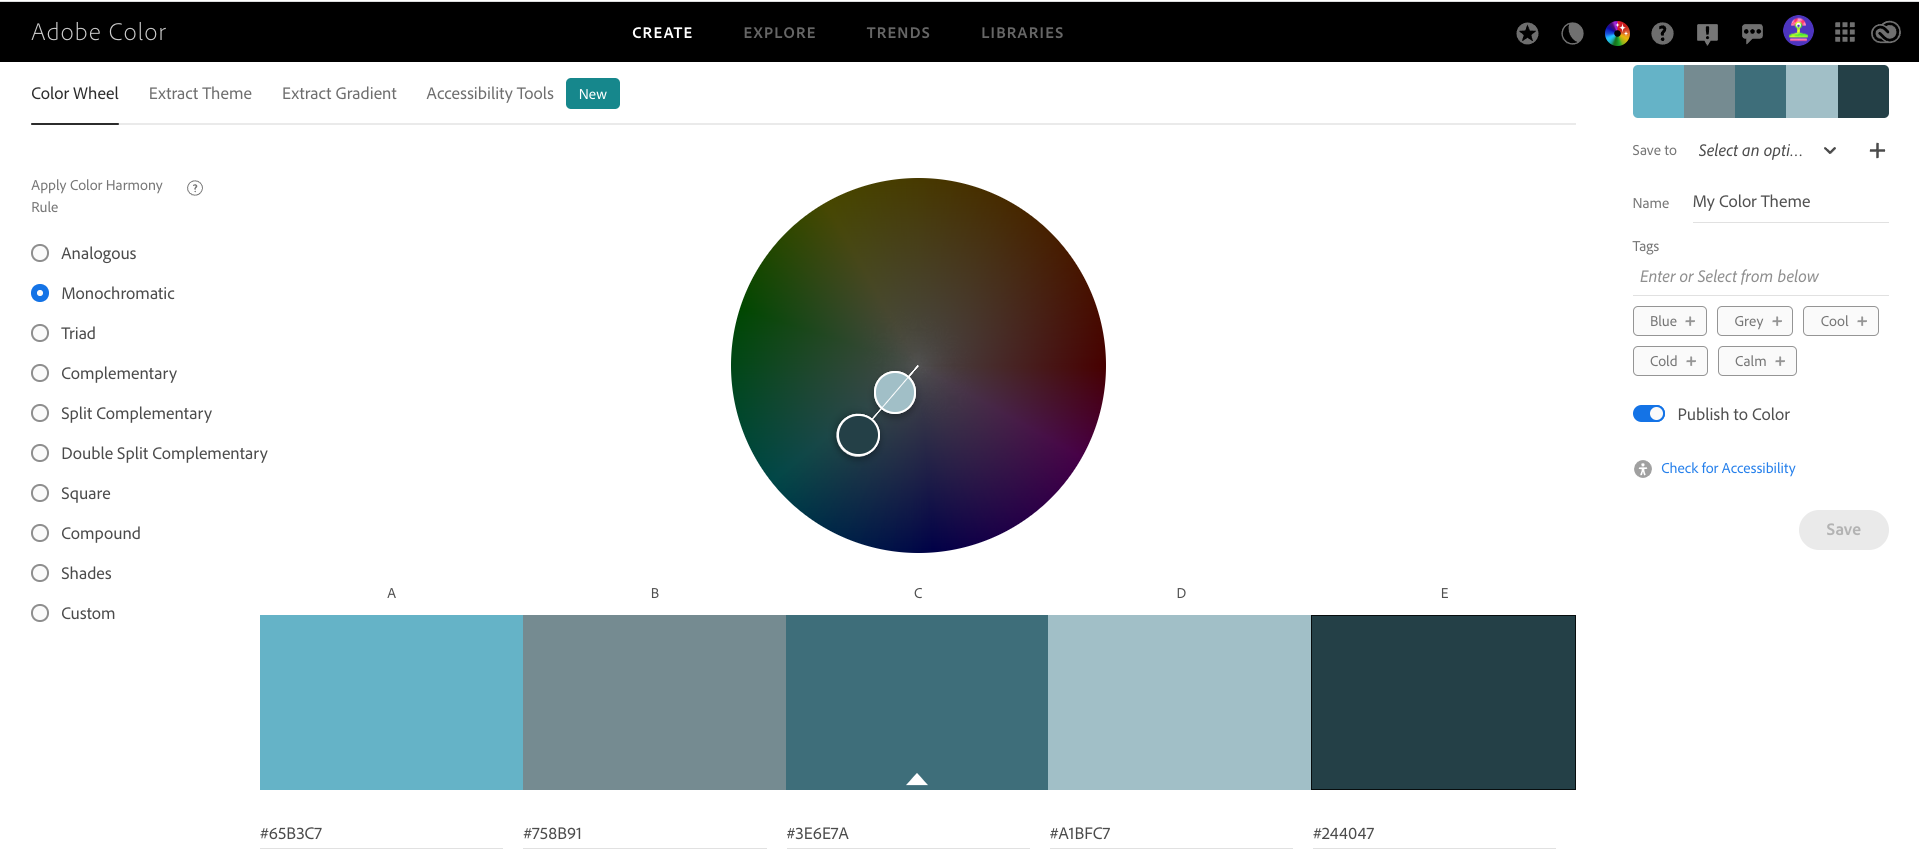 Adobe Color
CREATE EXPLORE TRENDS LIBRARIES
Color Wheel Extract Theme Extract Gradient Accessibility Tools New
Apply Color Harmony
Rule
Analogous
Monochromatic
Triad
Complementary
Split Complementary
Double Split Complementary
Square
Compound
Shades
Custom
A B C D E
#65B3C7 #758B91 #3E6E7A #A1BFC7 #244047
Save to Select an opti...
Name My Color Theme
Tags
Enter or Select from below
Blue + Grey + Cool +
Cold + Calm +
Publish to Color
Check for Accessibility
Save